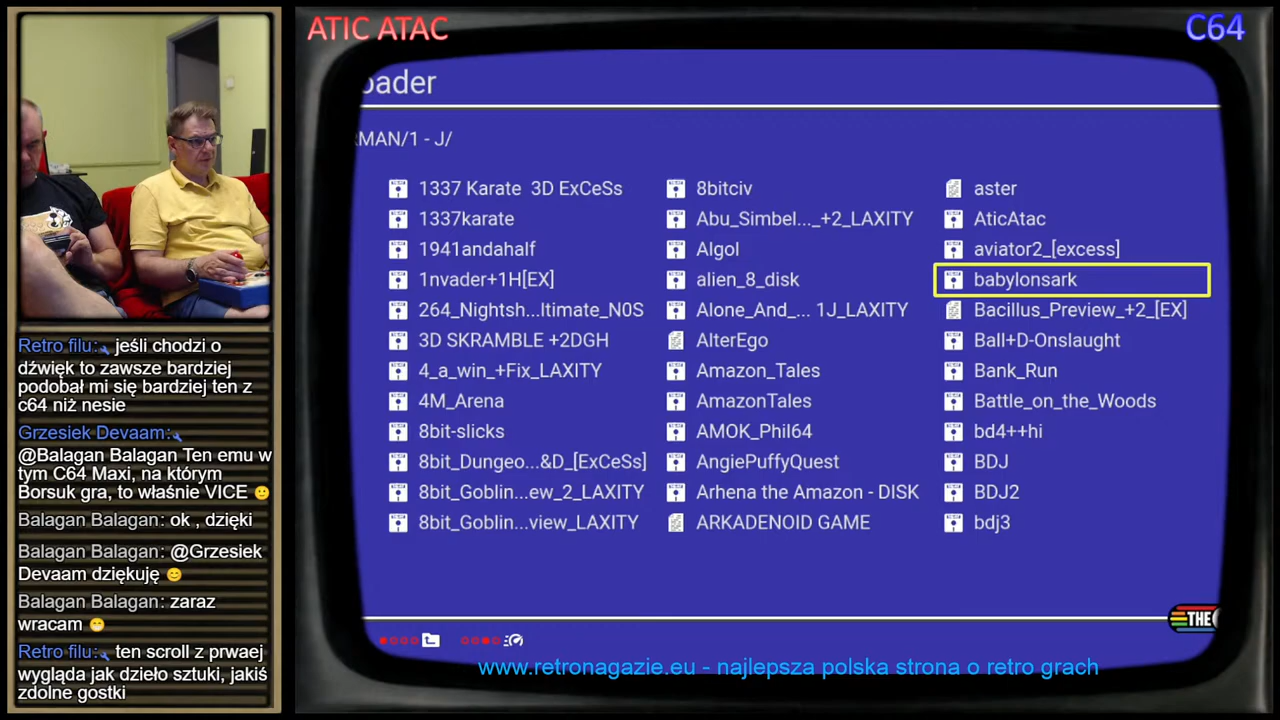 ATIC ATAC
C64
oader
RMAN/1 - J/
1337 Karate  3D ExCeSs
1337karate
1941andahalf
1nvader+1H[EX]
264_Nightsh...ltimate_N0S
3D SKRAMBLE +2DGH
4_a_win_+Fix_LAXITY
4M_Arena
8bit-slicks
8bit_Dungeo...&D_[ExCeSs]
8bit_Goblin...ew_2_LAXITY
8bit_Goblin...view_LAXITY
8bitciv
Abu_Simbel..._+2_LAXITY
Algol
alien_8_disk
Alone_And_... 1J_LAXITY
AlterEgo
Amazon_Tales
AmazonTales
AMOK_Phil64
AngiePuffyQuest
Arhena the Amazon - DISK
ARKADENOID GAME
aster
AticAtac
aviator2_[excess]
babylonsark
Bacillus_Preview_+2_[EX]
Ball+D-Onslaught
Bank_Run
Battle_on_the_Woods
bd4++hi
BDJ
BDJ2
bdj3
THE
www.retronagazie.eu - najlepsza polska strona o retro grach
Retro filu: jeśli chodzi o
dźwięk to zawsze bardziej
podobał mi się bardziej ten z
c64 niż nesie
Grzesiek Devaam:
@Balagan Balagan Ten emu w
tym C64 Maxi, na którym
Borsuk gra, to właśnie VICE
Balagan Balagan: ok , dzięki
Balagan Balagan: @Grzesiek
Devaam dziękuję
Balagan Balagan: zaraz
wracam
Retro filu: ten scroll z prwaej
wygląda jak dzieło sztuki, jakiś
zdolne gostki